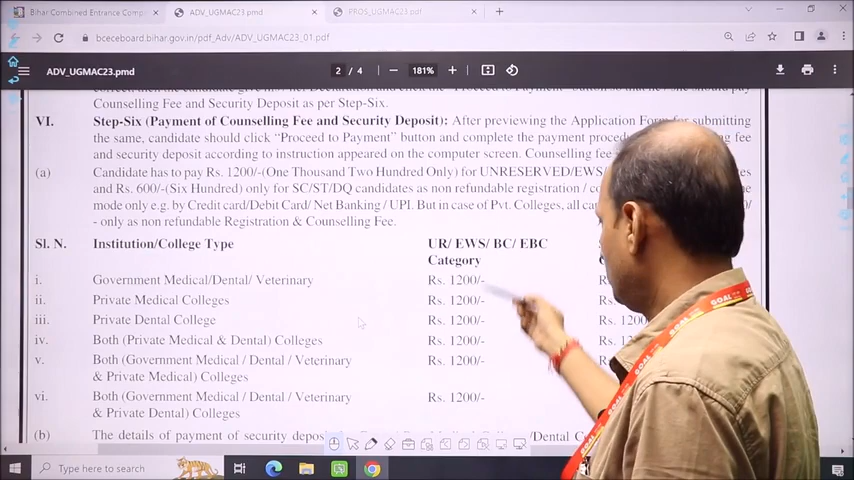 Bihar Combined Entrance Compe
ADV_UGMAC23.pmd
PROS_UGMAC23.pdf
bceceboard.bihar.gov.in/pdf_Adv/ADV_UGMAC23_01.pdf
ADV_UGMAC23.pmd
2 / 4
181%
Counselling Fee and Security Deposit as per Step-Six.
VI. Step-Six (Payment of Counselling Fee and Security Deposit): After previewing the Application Form for submitting
the same, candidate should click "Proceed to Payment" button and complete the payment proced
fee
and security deposit according to instruction appeared on the computer screen. Counselling fee
(a) Candidate has to pay Rs. 1200/-(One Thousand Two Hundred Only) for UNRESERVED/EWS/
and Rs. 600/-(Six Hundred) only for SC/ST/DQ candidates as non refundable registration /
mode only e.g. by Credit card/Debit Card/ Net Banking / UPI. But in case of Pvt. Colleges, all
- only as non refundable Registration & Counselling Fee.
Sl. N. Institution/College Type UR/ EWS/ BC/ EBC
Category
i. Government Medical/Dental/ Veterinary Rs. 1200/-
ii. Private Medical Colleges Rs. 1200/-
iii. Private Dental College Rs. 1200/- Rs. 1200
iv. Both (Private Medical & Dental) Colleges Rs. 1200/-
v. Both (Government Medical / Dental / Veterinary Rs. 1200/-
& Private Medical) Colleges
vi. Both (Government Medical / Dental / Veterinary Rs. 1200/-
& Private Dental) Colleges
(b) The details of payment of security
GOAL
GOAL
GOAL
Type here to search